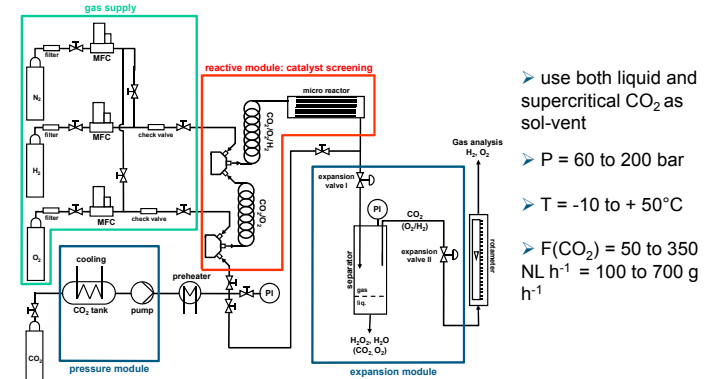 gas supply
filter
MFC
N2
filter
MFC
H2
check valve
filter
MFC
O2
check valve
reactive module: catalyst screening
micro reactor
CO2/O2/H2
CO2/O2
cooling
CO2 tank
pump
preheater
PI
CO2
pressure module
expansion
valve I
PI
CO2
(O2/H2)
separator
gas
liq.
expansion
valve II
H2O2, H2O
(CO2, O2)
expansion module
Gas analysis
H2, O2
rotameter
➢ use both liquid and
supercritical CO2 as
sol-vent
➢ P = 60 to 200 bar
➢ T = -10 to + 50°C
➢ F(CO2) = 50 to 350
NL h-1 = 100 to 700 g
h-1